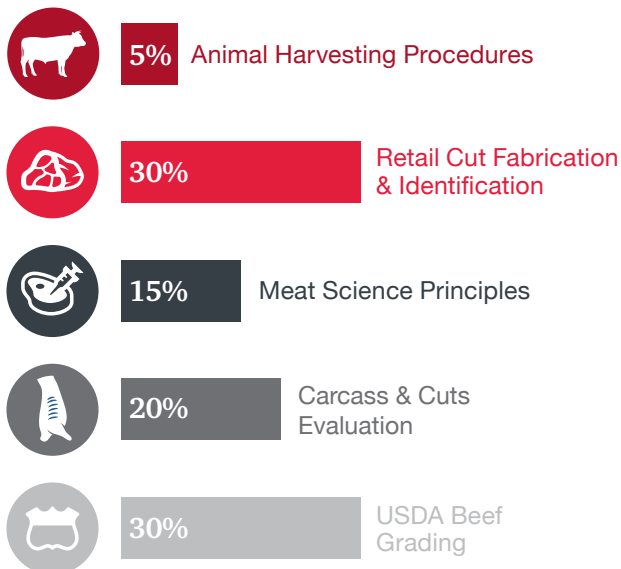 5% Animal Harvesting Procedures
30% Retail Cut Fabrication
& Identification
15% Meat Science Principles
20% Carcass & Cuts
Evaluation
30% USDA Beef
Grading